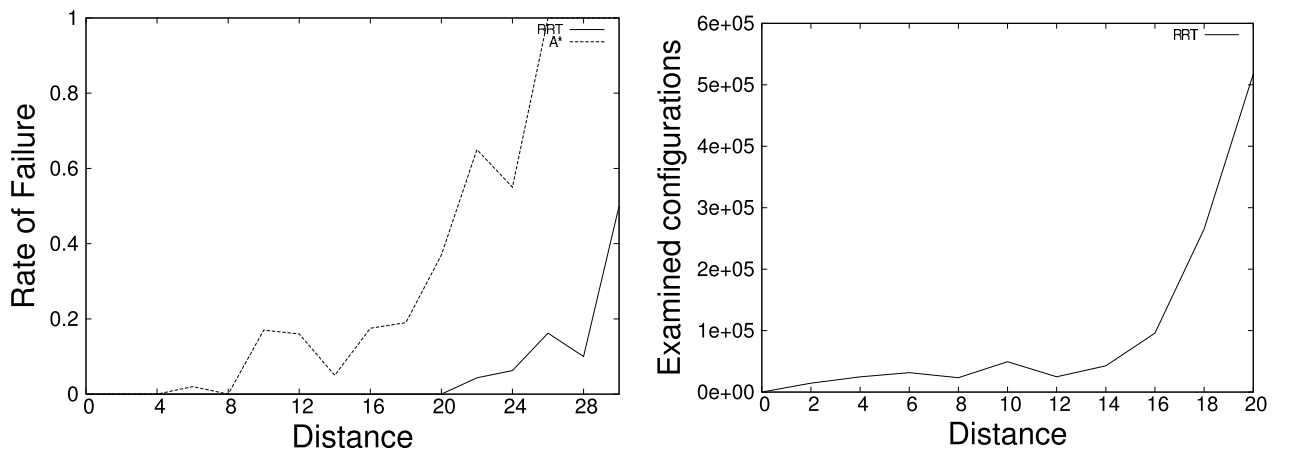 1
0.8
0.6
0.4
0.2
0
Rate of Failure
RRT
A*
0 4 8 12 16 20 24 28
Distance
6e+05
5e+05
4e+05
3e+05
2e+05
1e+05
0e+00
Examined configurations
RRT
0 2 4 6 8 10 12 14 16 18 20
Distance